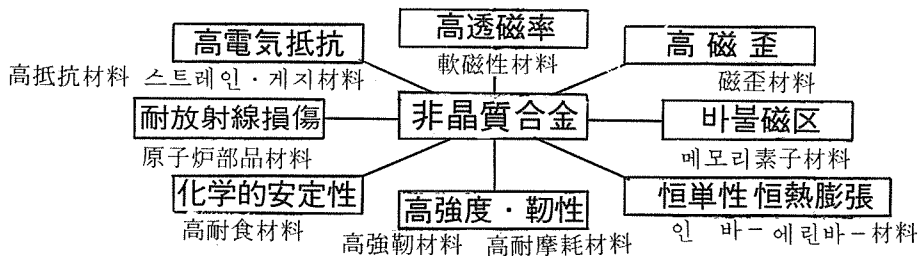 高透磁率
高電気抵抗
高磁歪
軟磁性材料
高抵抗材料 스트레인·게지材料
磁歪材料
耐放射線損傷
非晶質合金
바불磁区
原子炉部品材料
메모리素子材料
化学的安定性
高強度・靭性
恒単性 恒熱膨張
高耐食材料
高強靭材料 高耐摩耗材料
인 바-에린바-材料